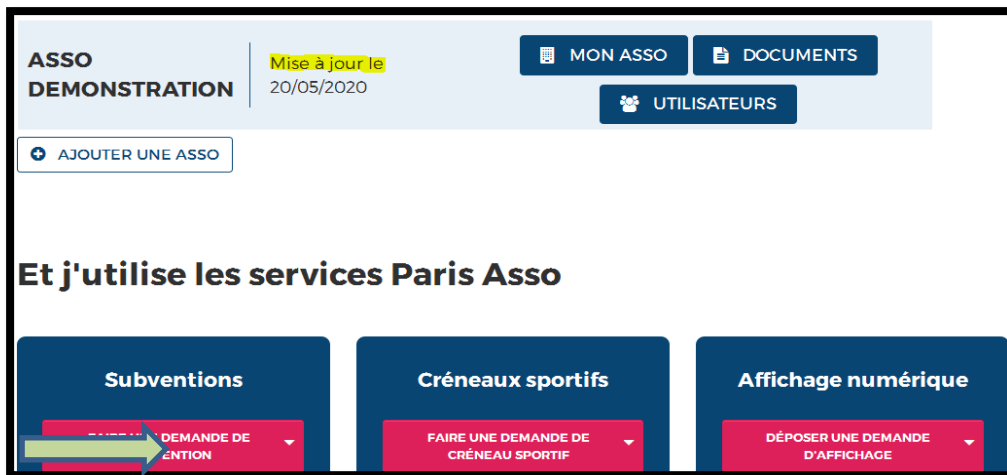 ASSO
DEMONSTRATION
Mise à jour le
20/05/2020
MON ASSO
DOCUMENTS
UTILISATEURS
AJOUTER UNE ASSO
Et j'utilise les services Paris Asso
Subventions
DEMANDE DE
Créneaux sportifs
FAIRE UNE DEMANDE DE
CRÉNEAU SPORTIF
Affichage numérique
DÉPOSER UNE DEMANDE
D'AFFICHAGE